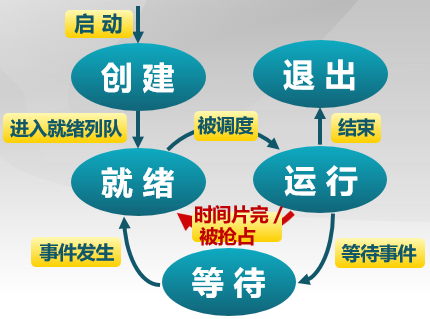 启动
创建
退出
进入就绪列队
被调度
结束
就绪
运行
时间片完 /
被抢占
事件发生
等待
等待事件